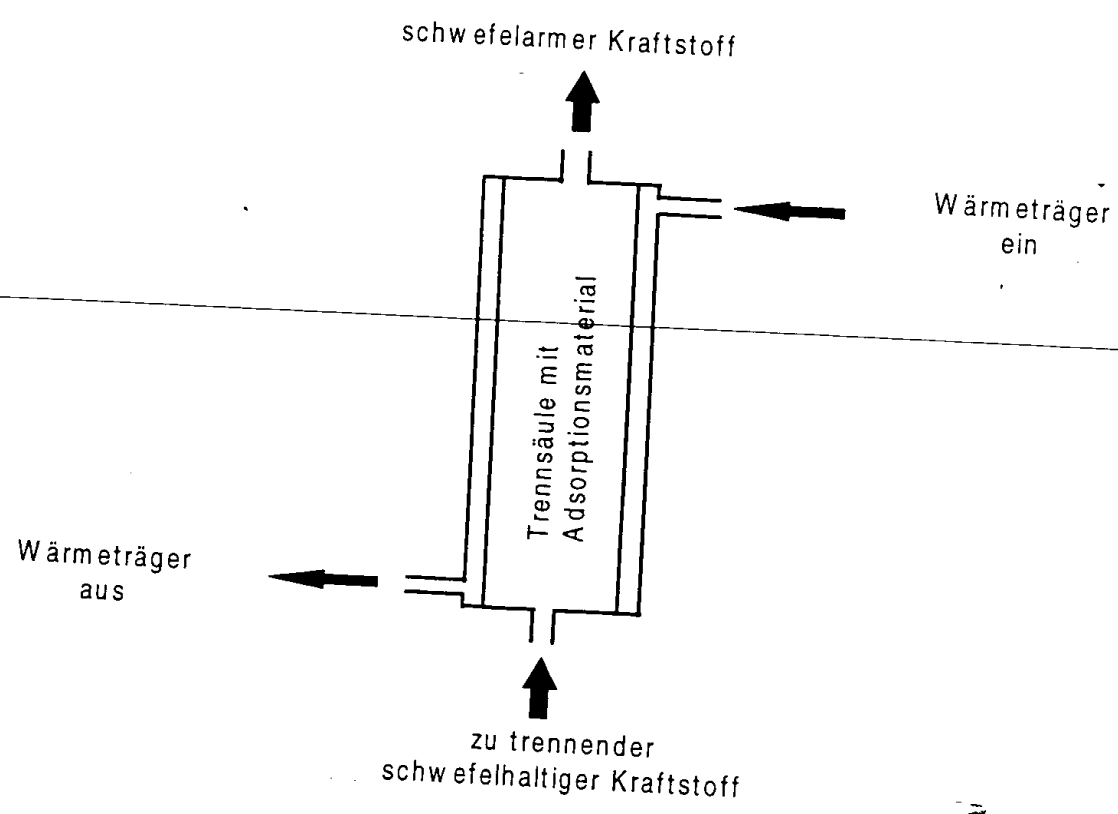 schwefelarmer Kraftstoff
Wärmeträger
ein
Trennsäule mit
Adsorptionsmaterial
Wärmeträger
aus
zu trennender
schwefelhaltiger Kraftstoff